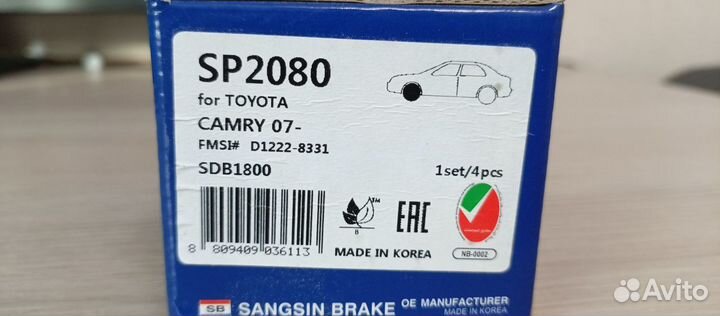 SP2080
for TOYOTA
CAMRY 07-
FMSI# D1222-8331
SDB1800
1set/4pcs
TM
B
EAC
NB-0002
8 809409 036113
MADE IN KOREA
SB SANGSIN BRAKE OE MANUFACTURER
MADE IN KOREA
Avito